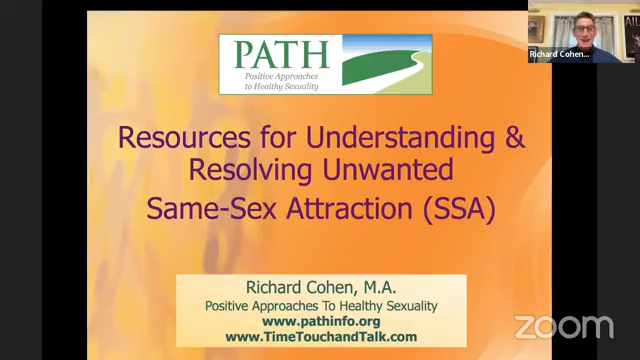 Richard Cohen...
PATH
Positive Approaches
to Healthy Sexuality
Resources for Understanding &
Resolving Unwanted
Same-Sex Attraction (SSA)
Richard Cohen, M.A.
Positive Approaches To Healthy Sexuality
www.pathinfo.org
www.TimeTouchandTalk.com
zoom